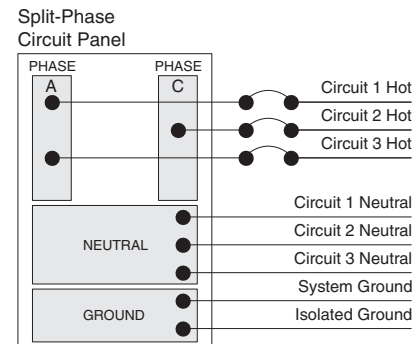 Split-Phase
Circuit Panel
PHASE PHASE
A C
Circuit 1 Hot
Circuit 2 Hot
Circuit 3 Hot
Circuit 1 Neutral
NEUTRAL Circuit 2 Neutral
Circuit 3 Neutral
System Ground
GROUND Isolated Ground